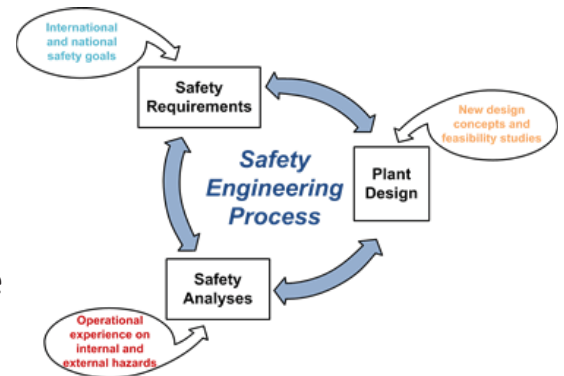 International
and national
safety goals
Safety
Requirements
New design
concepts and
feasibility studies
Safety
Engineering
Process
Plant
Design
Safety
Analyses
e
Operational
experience on
internal and
external hazards